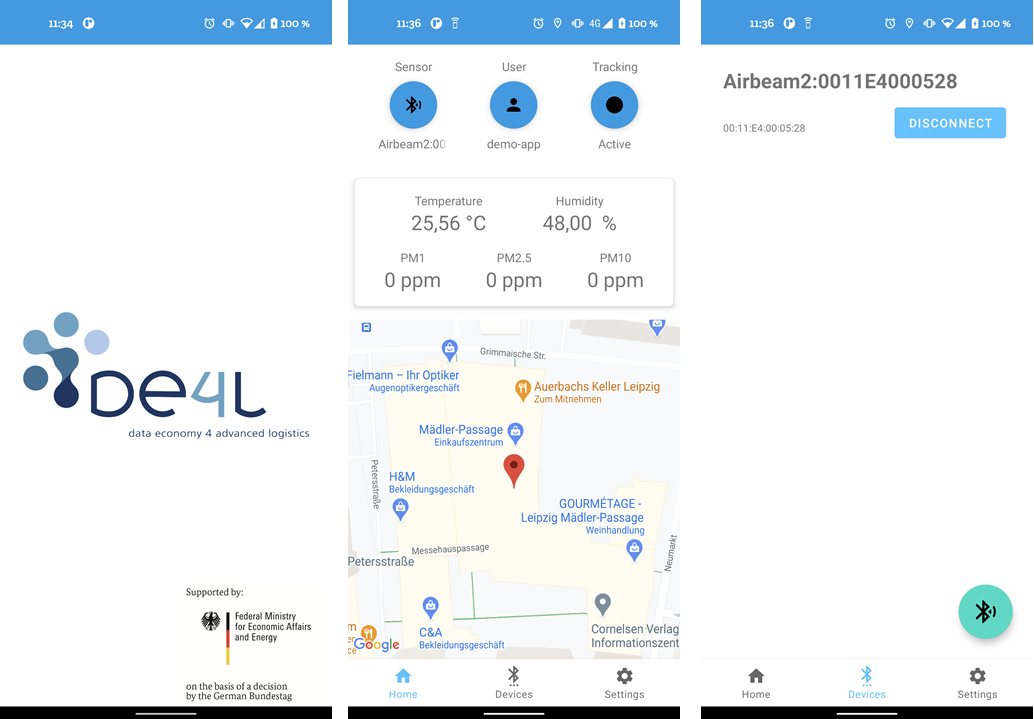 11:34
100 %
DE4L
data economy 4 advanced logistics
Supported by:
Federal Ministry
for Economic Affairs
and Energy
on the basis of a decision
by the German Bundestag
11:36
4G
100 %
Sensor
User
Tracking
Airbeam2:00
demo-app
Active
Temperature
Humidity
25,56 °C
48,00 %
PM1
PM2.5
PM10
0 ppm
0 ppm
0 ppm
Grimmaische Str.
Fielmann – Ihr Optiker
Augenoptikergeschäft
Auerbachs Keller Leipzig
Zum Mitnehmen
Mädler-Passage
Einkaufszentrum
Petersstraße
H&M
Bekleidungsgeschäft
GOURMÉTAGE -
Leipzig Mädler-Passage
Weinhandlung
Neumarkt
Messehauspassage
Petersstraße
C&A
Bekleidungsgeschäft
Cornelsen Verlag
Informationszent
m
ce
Google
Home
Devices
Settings
11:36
100 %
Airbeam2:0011E4000528
00:11:E4:00:05:28
DISCONNECT
Home
Devices
Settings